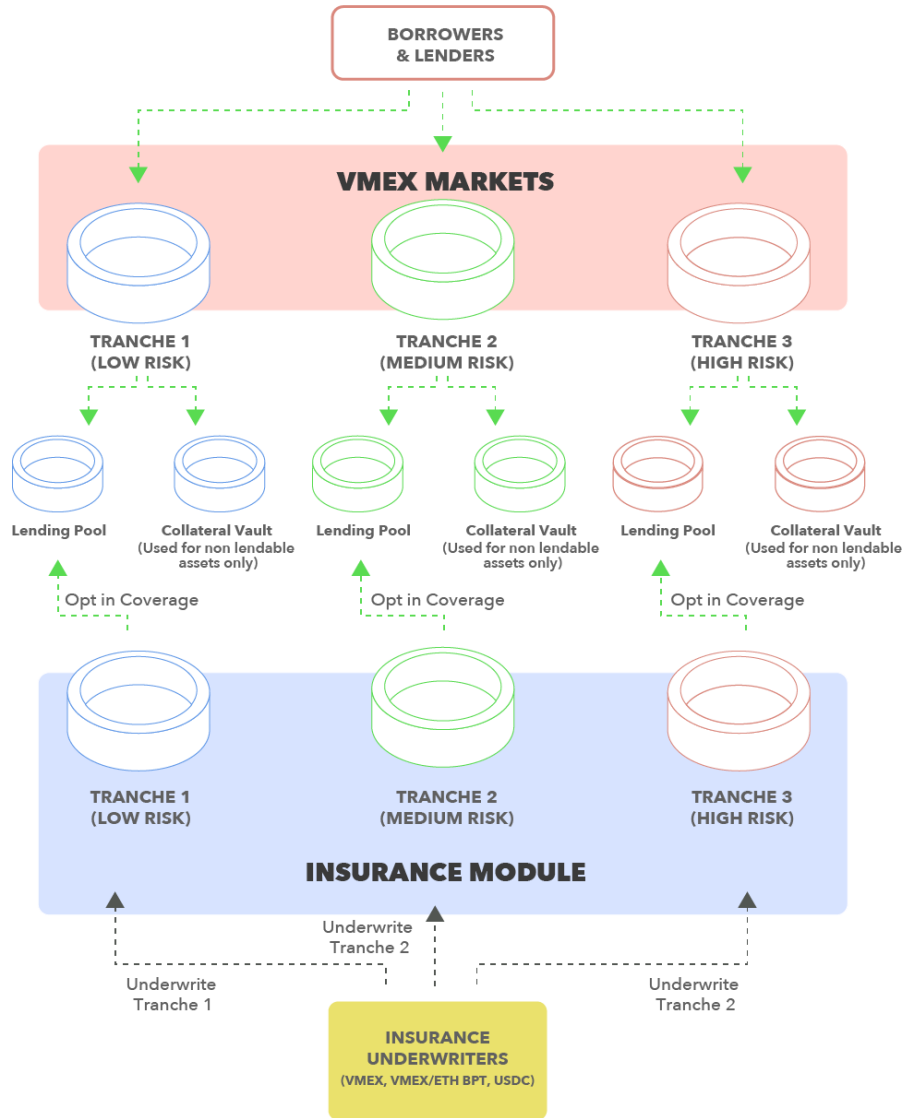 BORROWERS
& LENDERS
VMEX MARKETS
TRANCHE 1
(LOW RISK)
TRANCHE 2
(MEDIUM RISK)
TRANCHE 3
(HIGH RISK)
Lending Pool
Collateral Vault
(Used for non lendable
assets only)
Lending Pool
Collateral Vault
(Used for non lendable
assets only)
Lending Pool
Collateral Vault
(Used for non lendable
assets only)
Opt in Coverage
Opt in Coverage
Opt in Coverage
TRANCHE 1
(LOW RISK)
TRANCHE 2
(MEDIUM RISK)
TRANCHE 3
(HIGH RISK)
INSURANCE MODULE
Underwrite
Tranche 1
Underwrite
Tranche 2
Underwrite
Tranche 2
INSURANCE
UNDERWRITERS
(VMEX, VMEX/ETH BPT, USDC)